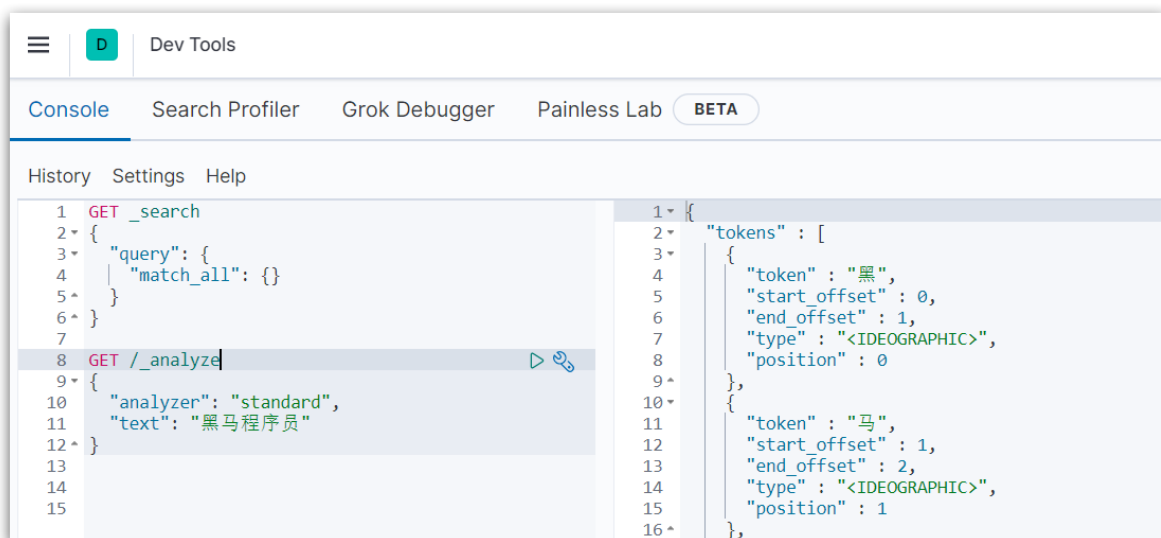 D Dev Tools
Console Search Profiler Grok Debugger Painless Lab BETA
History Settings Help
1 GET _search
2 {
3 "query": {
4 "match_all": {}
5 }
6 }
7
8 GET /_analyze
9 {
10 "analyzer": "standard",
11 "text": "黑马程序员"
12 }
13
14
15
1 {
2 "tokens" : [
3 {
4 "token" : "黑",
5 "start_offset" : 0,
6 "end_offset" : 1,
7 "type" : "<IDEOGRAPHIC>",
8 "position" : 0
9 },
10 {
11 "token" : "马",
12 "start_offset" : 1,
13 "end_offset" : 2,
14 "type" : "<IDEOGRAPHIC>",
15 "position" : 1
16 },